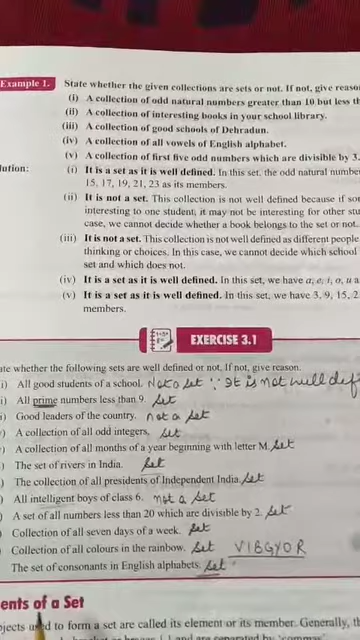 Example 1. State whether the given collections are sets or not. If not, give
(i) A collection of odd natural numbers greater than 10 but less
(ii) A collection of interesting books in your school library.
(iii) A collection of good schools of Dehradun.
(iv) A collection of all vowels of English alphabet.
(v) A collection of first five odd numbers which are divisible by 3.
(i) It is a set as it is well defined. In this set, the odd natural
15, 17, 19, 21, 23 as its members.
(ii) It is not a set. This collection is not well defined because if
interesting to one student, it may not be interesting for other
case, we cannot decide whether a book belongs to the set or not.
(iii) It is not a set. This collection is not well defined as different people
thinking or choices. In this case, we cannot decide which school
set and which does not.
(iv) It is a set as it is well defined. In this set, we have a, e, i, o, u
(v) It is a set as it is well defined. In this set, we have 3, 9, 15,
members.
EXERCISE 3.1
whether the following sets are well defined or not. If not, give reason.
All good students of a school. Not a set ∵ It is not well
All prime numbers less than 9. Set
Good leaders of the country. not a set
A collection of all odd integers. set
A collection of all months of a year beginning with letter M. set
The set of rivers in India. set
The collection of all presidents of Independent India. set
All intelligent boys of class 6. not a set
A set of all numbers less than 20 which are divisible by 2. set
Collection of all seven days of a week. set
Collection of all colours in the rainbow. set VIBGYOR
The set of consonants in English alphabets. set
of a Set
used to form a set are called its element or its member. Generally,